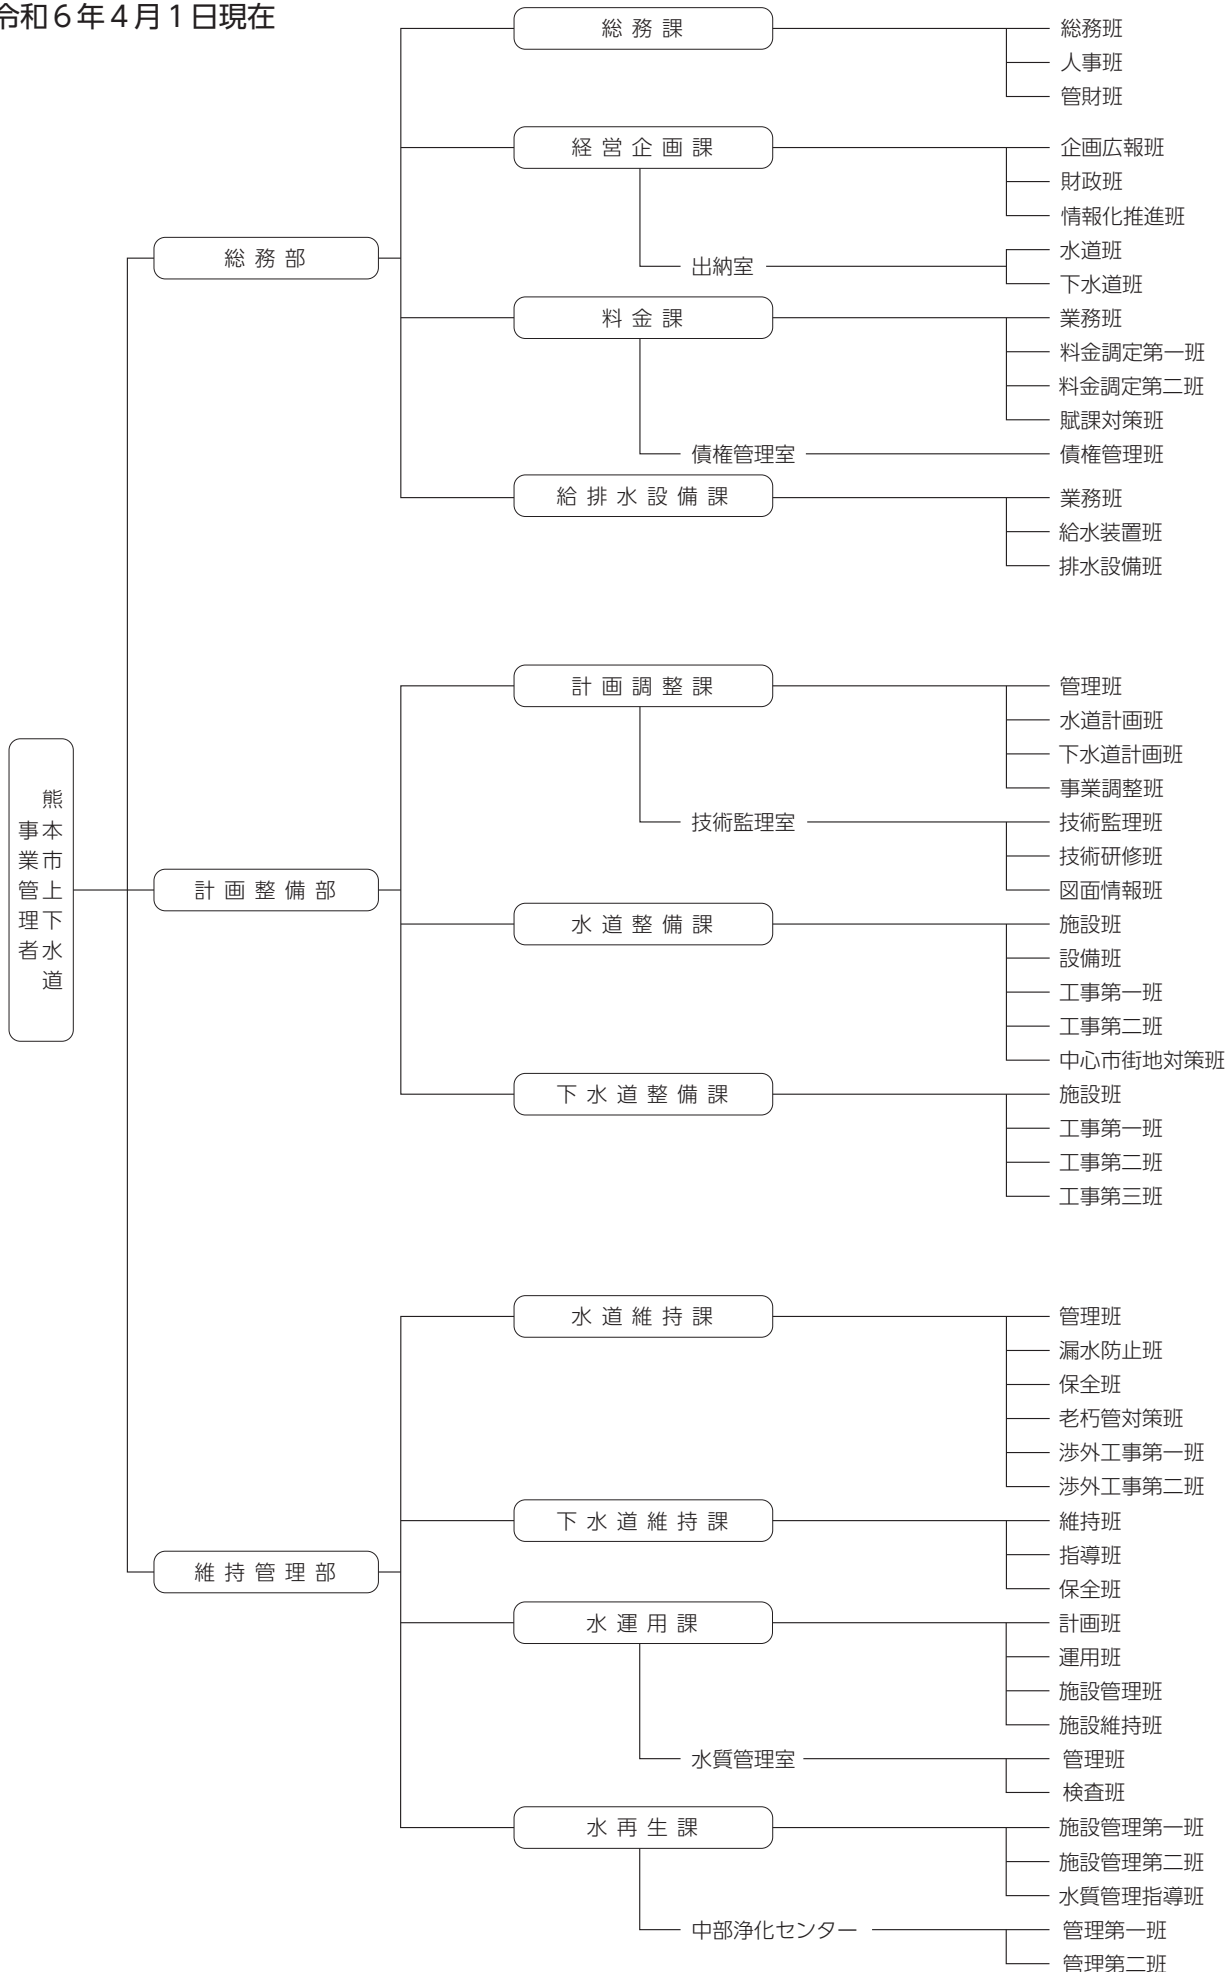 令和６年４月１日現在
熊本市上下水道
事業管理者
総務部
総務課
総務班
人事班
管財班
経営企画課
企画広報班
財政班
情報化推進班
出納室
水道班
下水道班
料金課
業務班
料金調定第一班
料金調定第二班
賦課対策班
債権管理室
債権管理班
給排水設備課
業務班
給水装置班
排水設備班
計画整備部
計画調整課
管理班
水道計画班
下水道計画班
事業調整班
技術監理室
技術監理班
技術研修班
図面情報班
水道整備課
施設班
設備班
工事第一班
工事第二班
中心市街地対策班
下水道整備課
施設班
工事第一班
工事第二班
工事第三班
維持管理部
水道維持課
管理班
漏水防止班
保全班
老朽管対策班
渉外工事第一班
渉外工事第二班
下水道維持課
維持班
指導班
保全班
水運用課
計画班
運用班
施設管理班
施設維持班
水質管理室
管理班
検査班
水再生課
施設管理第一班
施設管理第二班
水質管理指導班
中部浄化センター
管理第一班
管理第二班